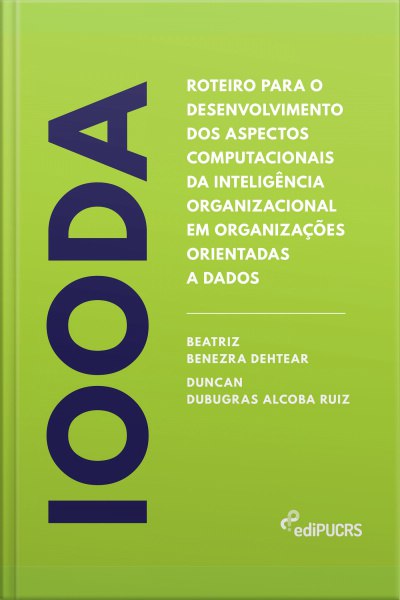 IOODA
ROTEIRO PARA O
DESENVOLVIMENTO
DOS ASPECTOS
COMPUTACIONAIS
DA INTELIGÊNCIA
ORGANIZACIONAL
EM ORGANIZAÇÕES
ORIENTADAS
A DADOS
BEATRIZ
BENEZRA DEHTEAR
DUNCAN
DUBUGRAS ALCOBA RUIZ
ediPUCRS